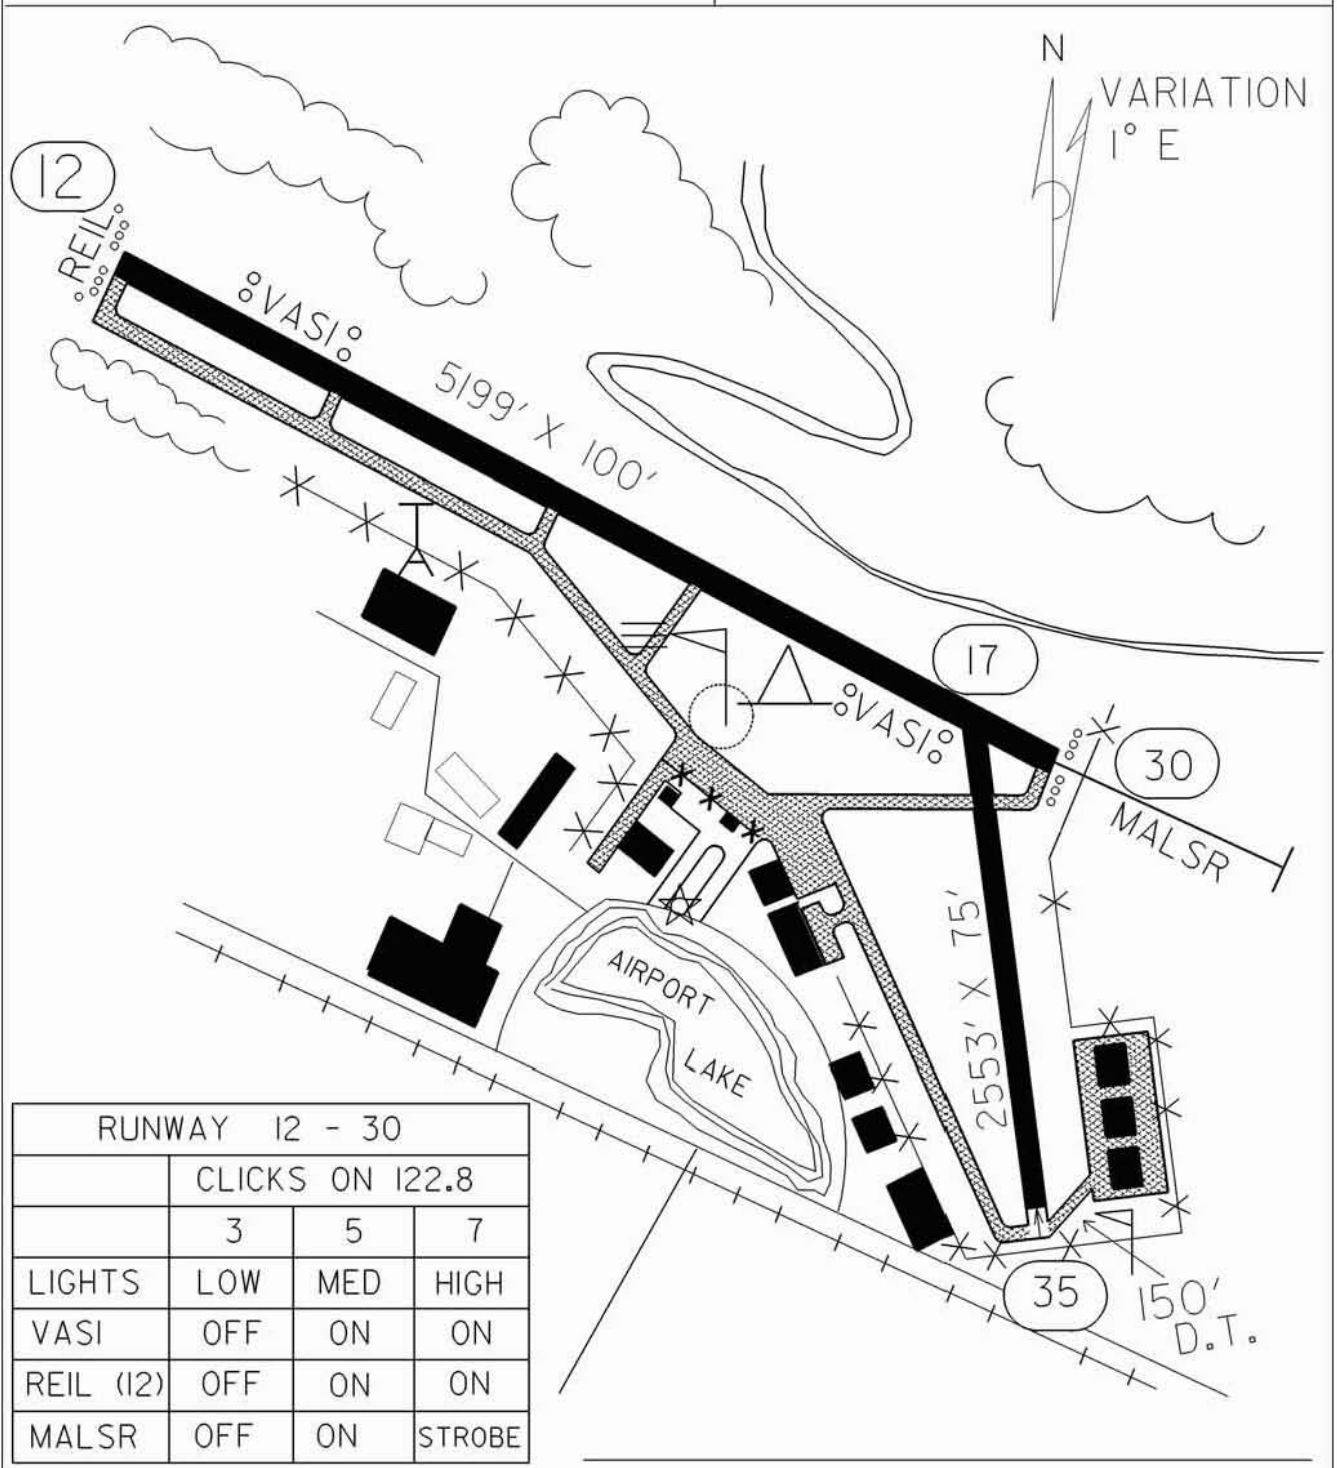 N
VARIATION
1° E
12
REIL
VASI
5199' X 100'
17
VASI
30
MALSR
2553' X 75'
AIRPORT
LAKE
35
150'
D.T.
RUNWAY 12 - 30
CLICKS ON 122.8
3 5 7
LIGHTS LOW MED HIGH
VASI OFF ON ON
REIL (12) OFF ON ON
MALSR OFF ON STROBE